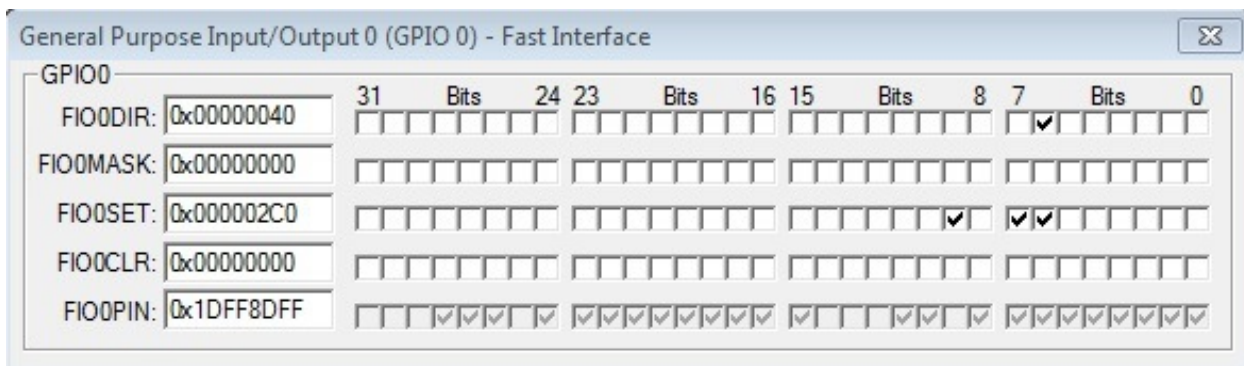 General Purpose Input/Output 0 (GPIO 0) - Fast Interface
GPIO0
31 Bits 24 23 Bits 16 15 Bits 8 7 Bits 0
FIO0DIR: 0x00000040
FIO0MASK: 0x00000000
FIO0SET: 0x000002C0
FIO0CLR: 0x00000000
FIO0PIN: 0x1DFF8DFF